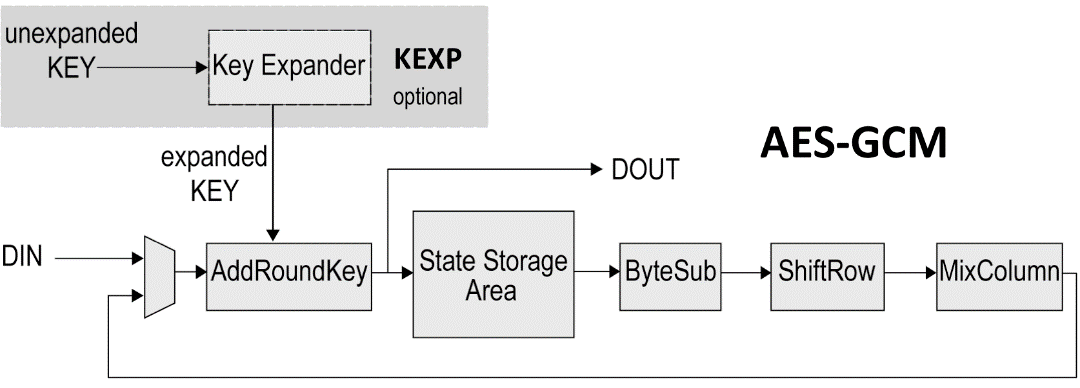 unexpanded
KEY
Key Expander
KEXP
optional
expanded
KEY
AES-GCM
DOUT
DIN
AddRoundKey
State Storage
Area
ByteSub
ShiftRow
MixColumn